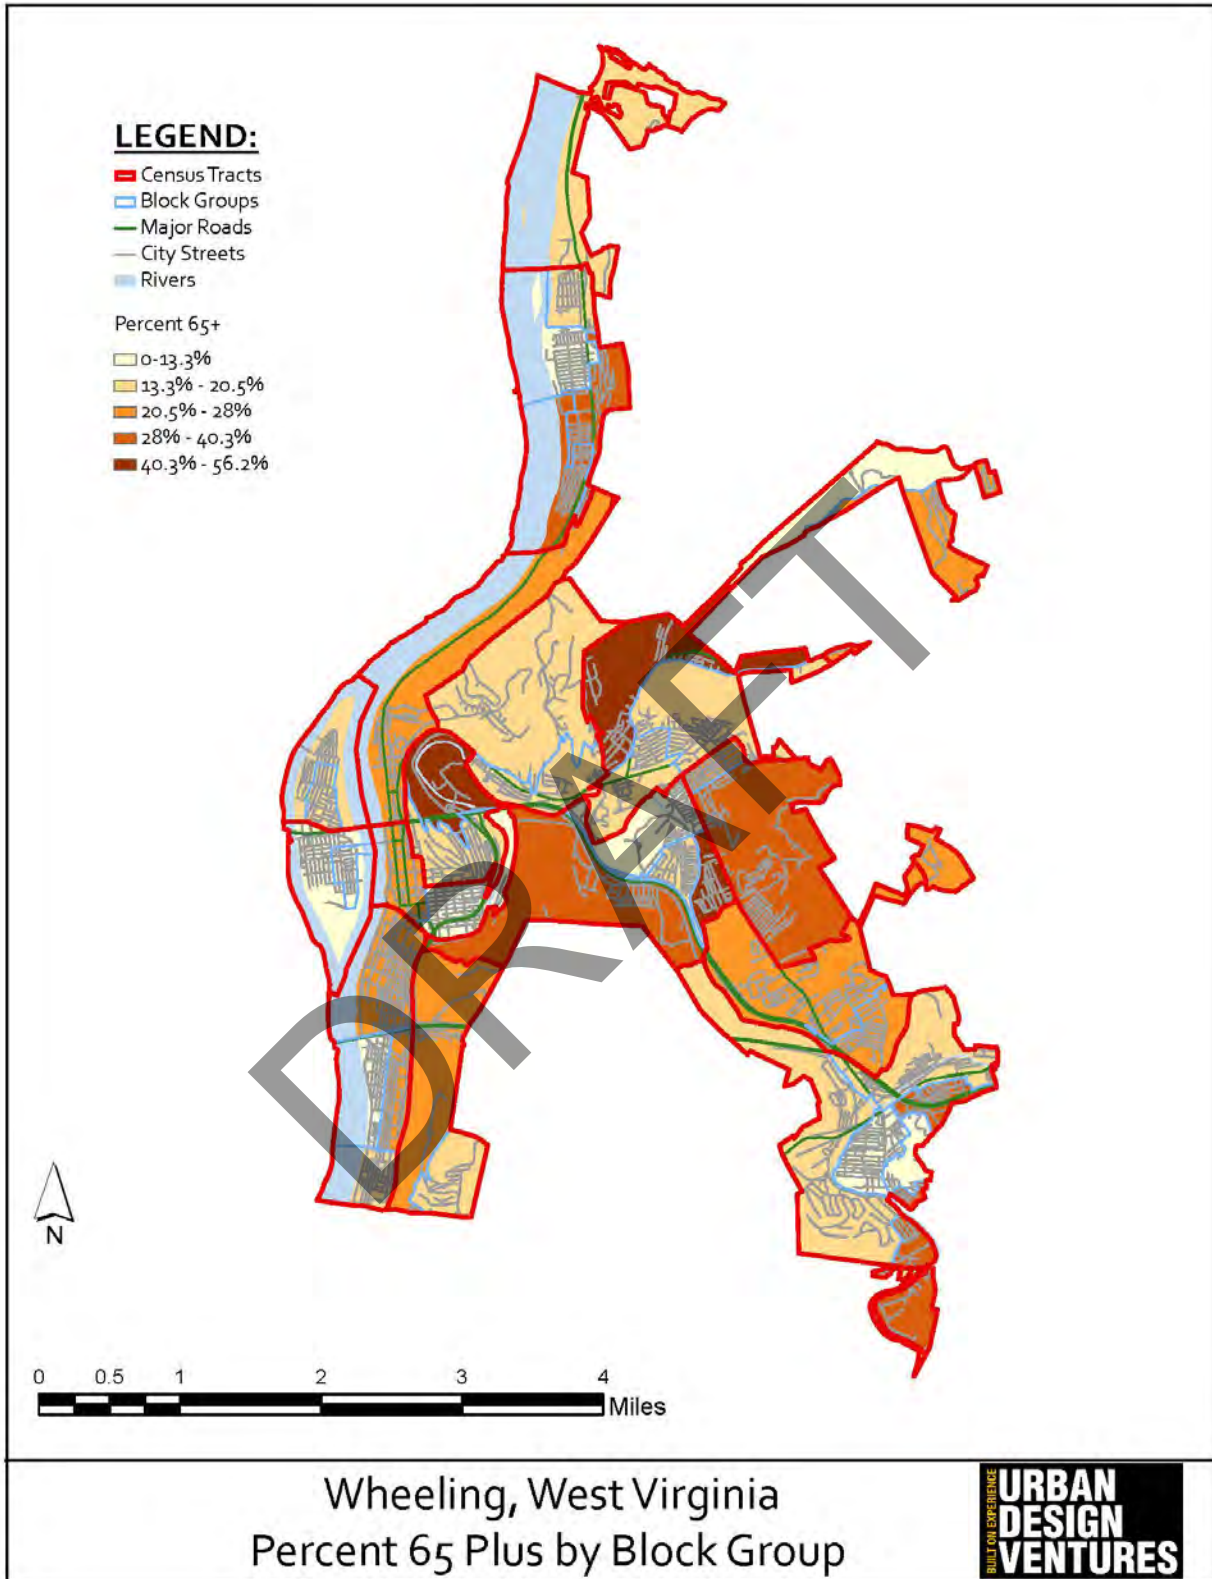 LEGEND:
Census Tracts
Block Groups
Major Roads
City Streets
Rivers
Percent 65+
0-13.3%
13.3% - 20.5%
20.5% - 28%
28% - 40.3%
40.3% - 56.2%
DRAFT
N
0 0.5 1 2 3 4
Miles
Wheeling, West Virginia
Percent 65 Plus by Block Group
BUILT ON EXPERIENCE
URBAN
DESIGN
VENTURES